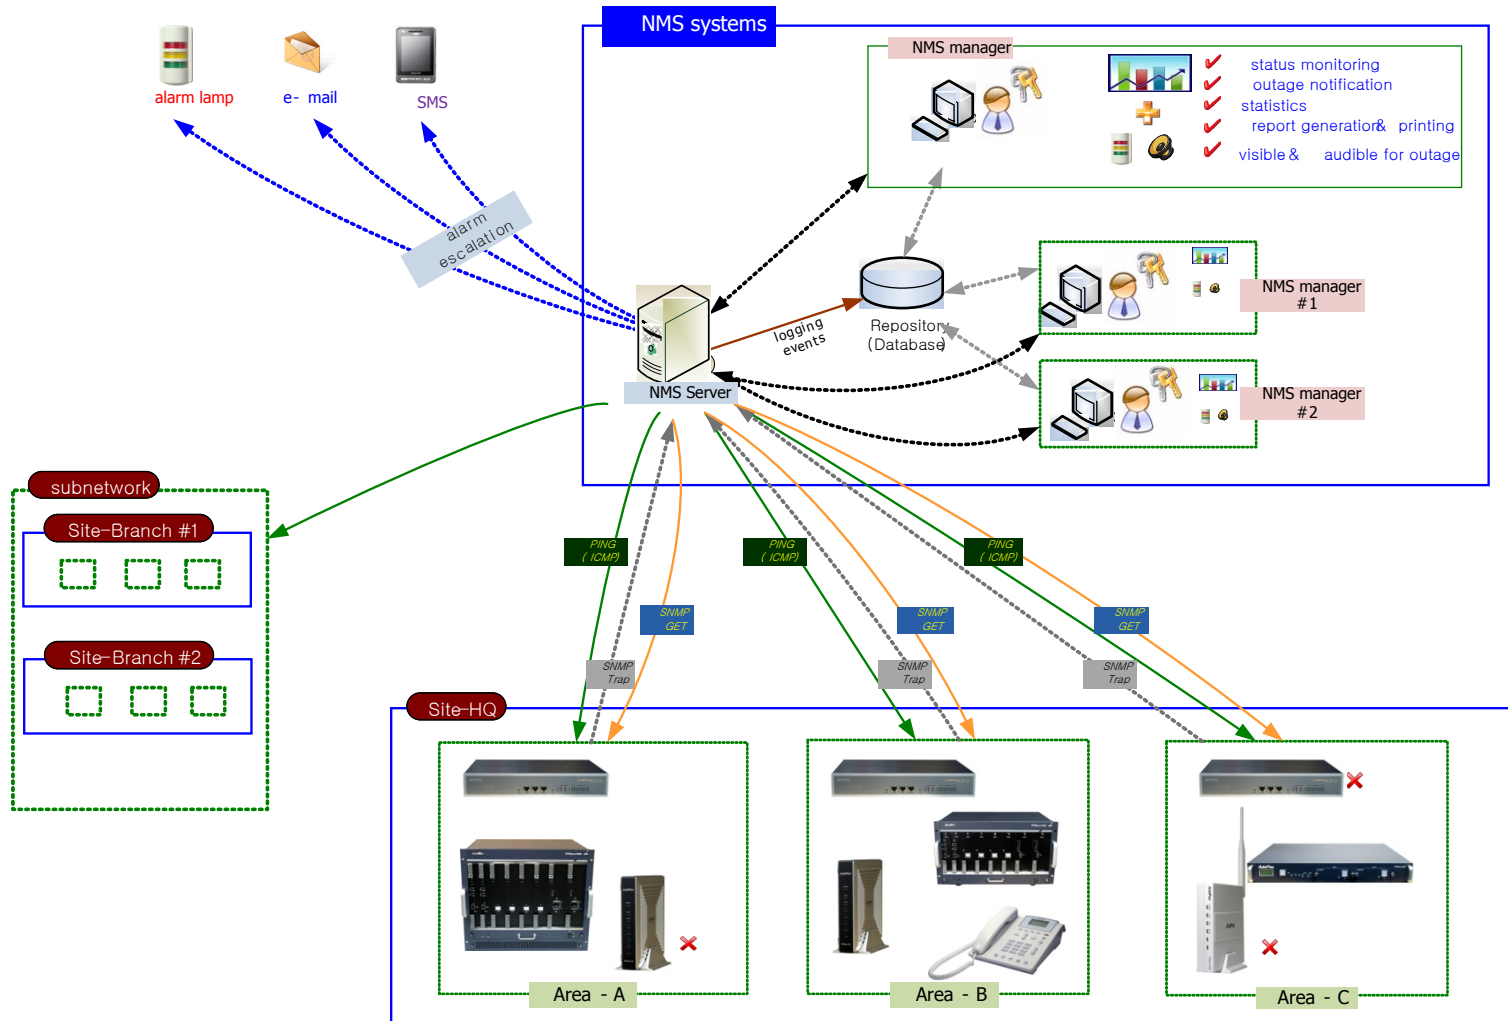 NMS systems
NMS manager
status monitoring
outage notification
statistics
report generation& printing
visible & audible for outage
alarm lamp
e- mail
SMS
alarm
escalation
logging
events
Repository
(Database)
NMS manager
#1
NMS Server
NMS manager
#2
subnetwork
Site-Branch #1
Site-Branch #2
PING
( ICMP)
PING
( ICMP)
PING
( ICMP)
SNMP
GET
SNMP
GET
SNMP
GET
SNMP
Trap
SNMP
Trap
SNMP
Trap
Site-HQ
Area - A
Area - B
Area - C